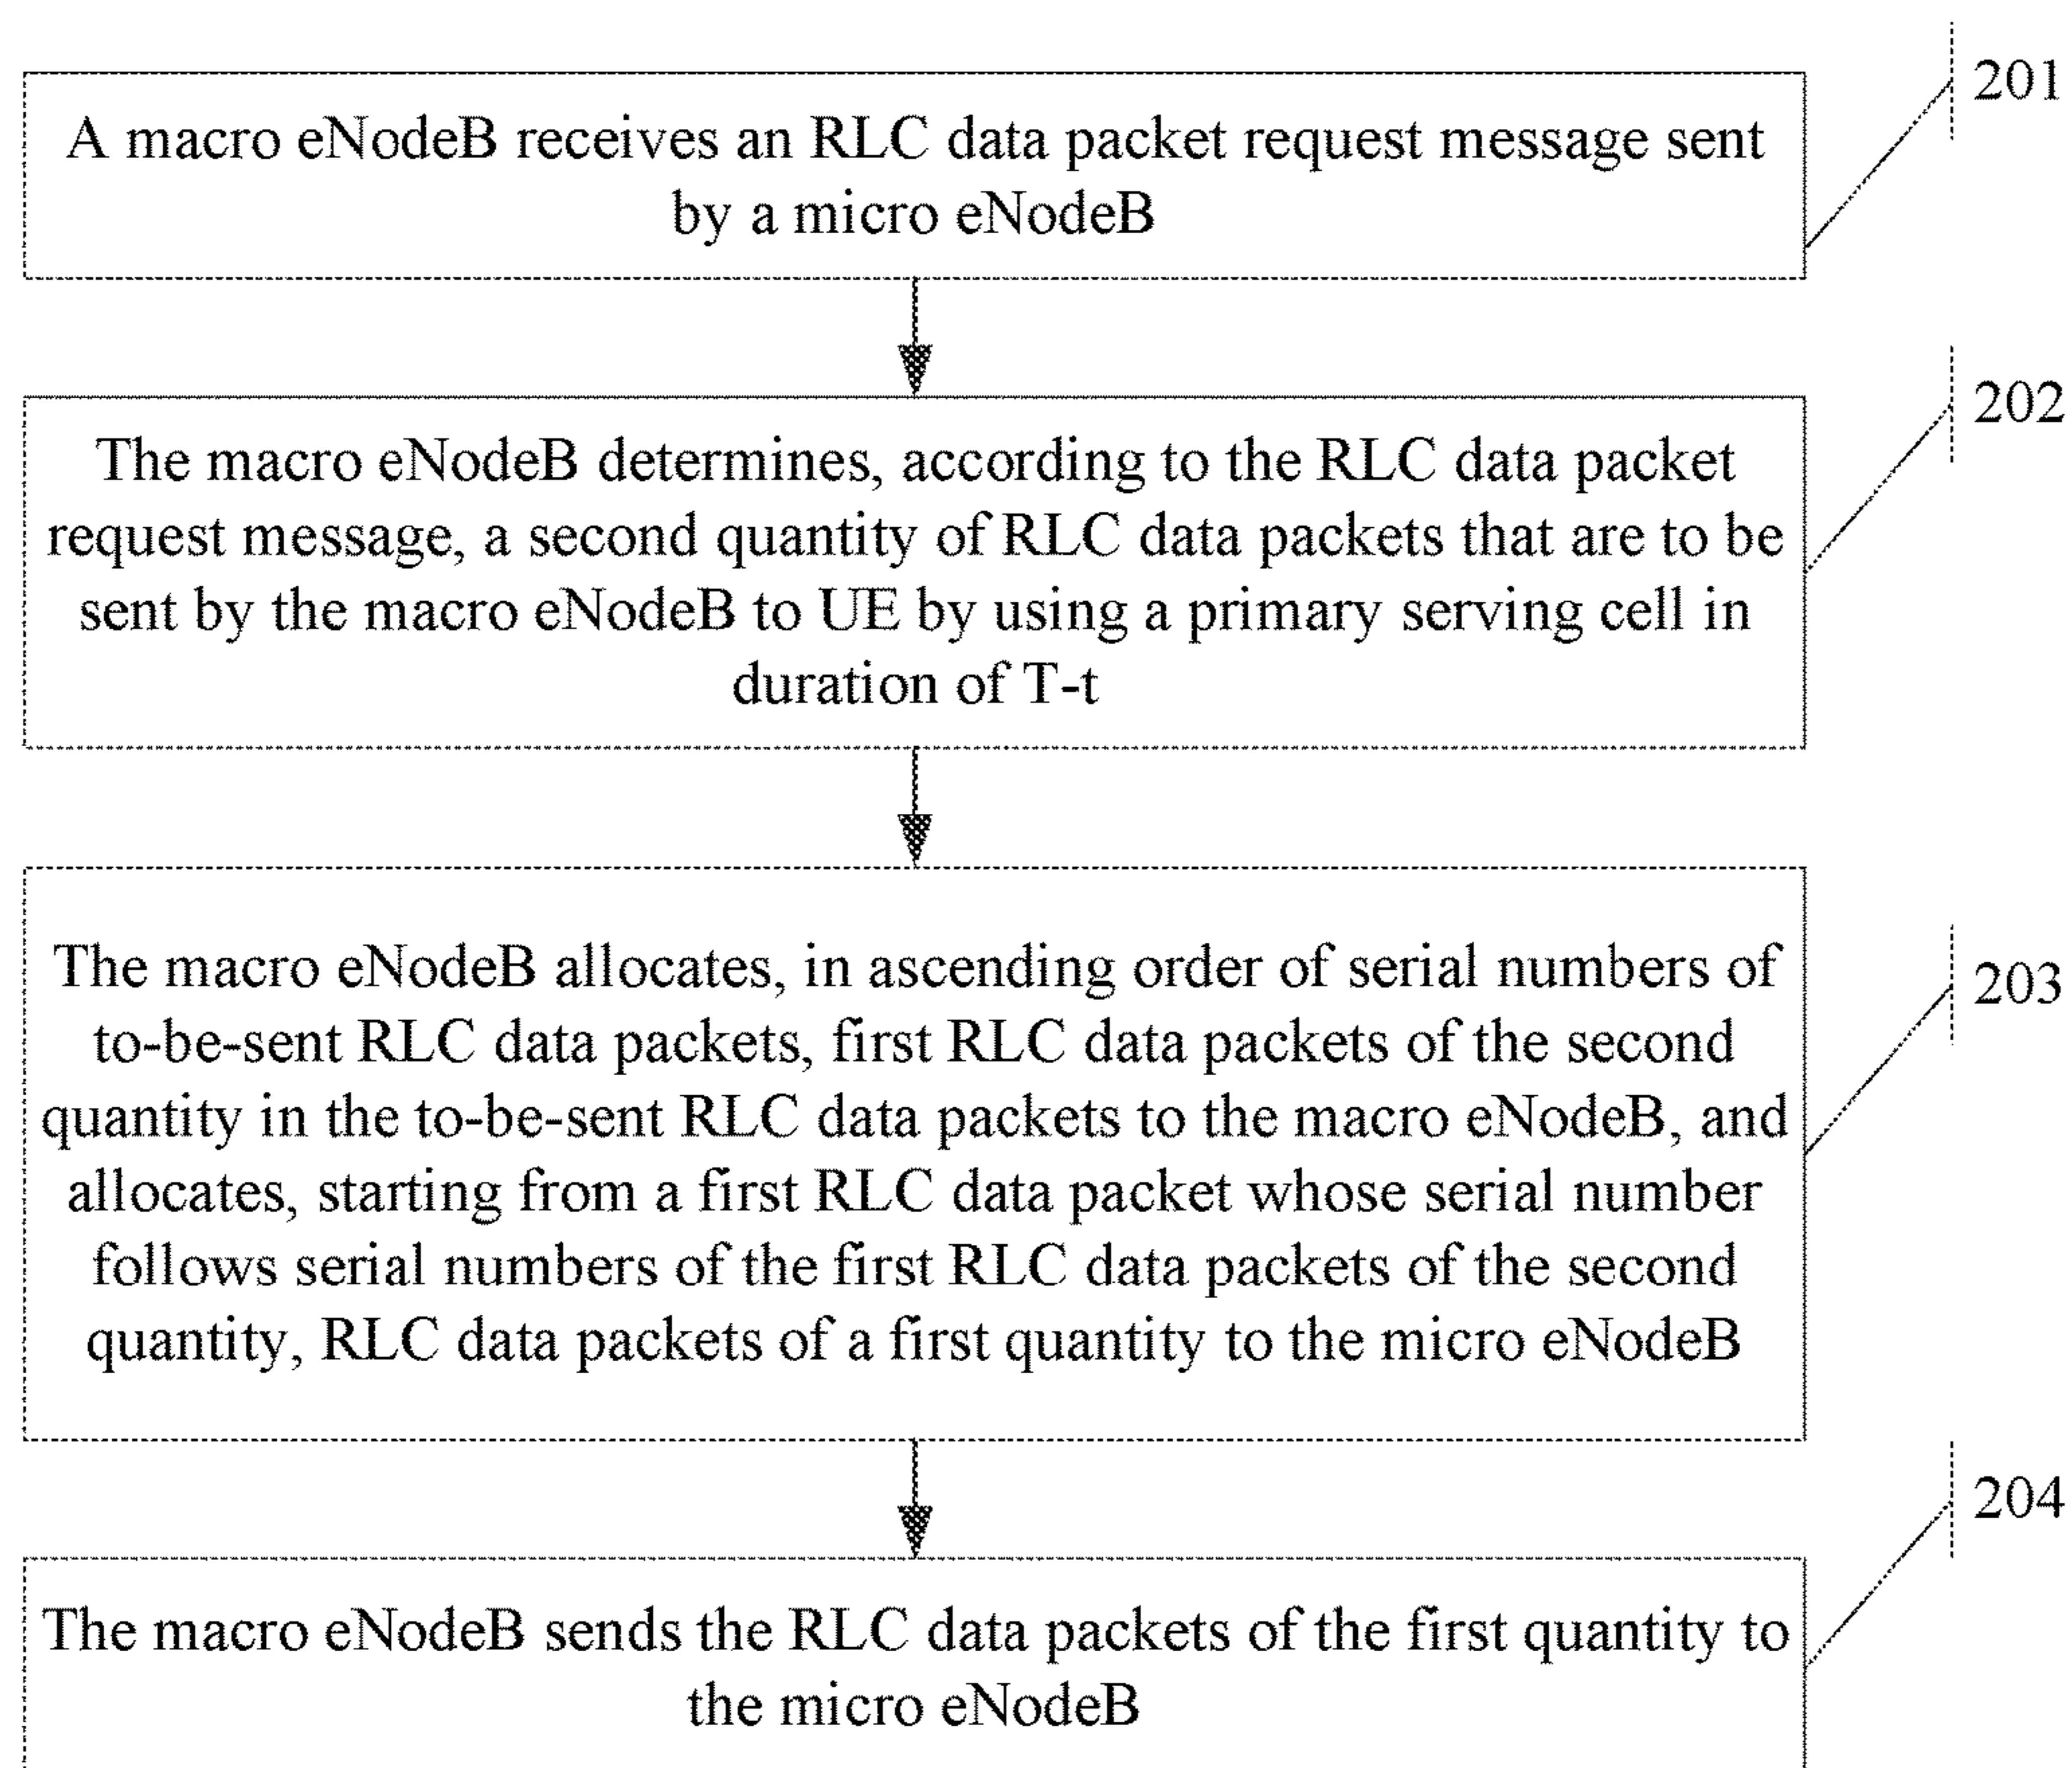 201
A macro eNodeB receives an RLC data packet request message sent
by a micro eNodeB
202
The macro eNodeB determines, according to the RLC data packet
request message, a second quantity of RLC data packets that are to be
sent by the macro eNodeB to UE by using a primary serving cell in
duration of T-t
203
The macro eNodeB allocates, in ascending order of serial numbers of
to-be-sent RLC data packets, first RLC data packets of the second
quantity in the to-be-sent RLC data packets to the macro eNodeB, and
allocates, starting from a first RLC data packet whose serial number
follows serial numbers of the first RLC data packets of the second
quantity, RLC data packets of a first quantity to the micro eNodeB
204
The macro eNodeB sends the RLC data packets of the first quantity to
the micro eNodeB